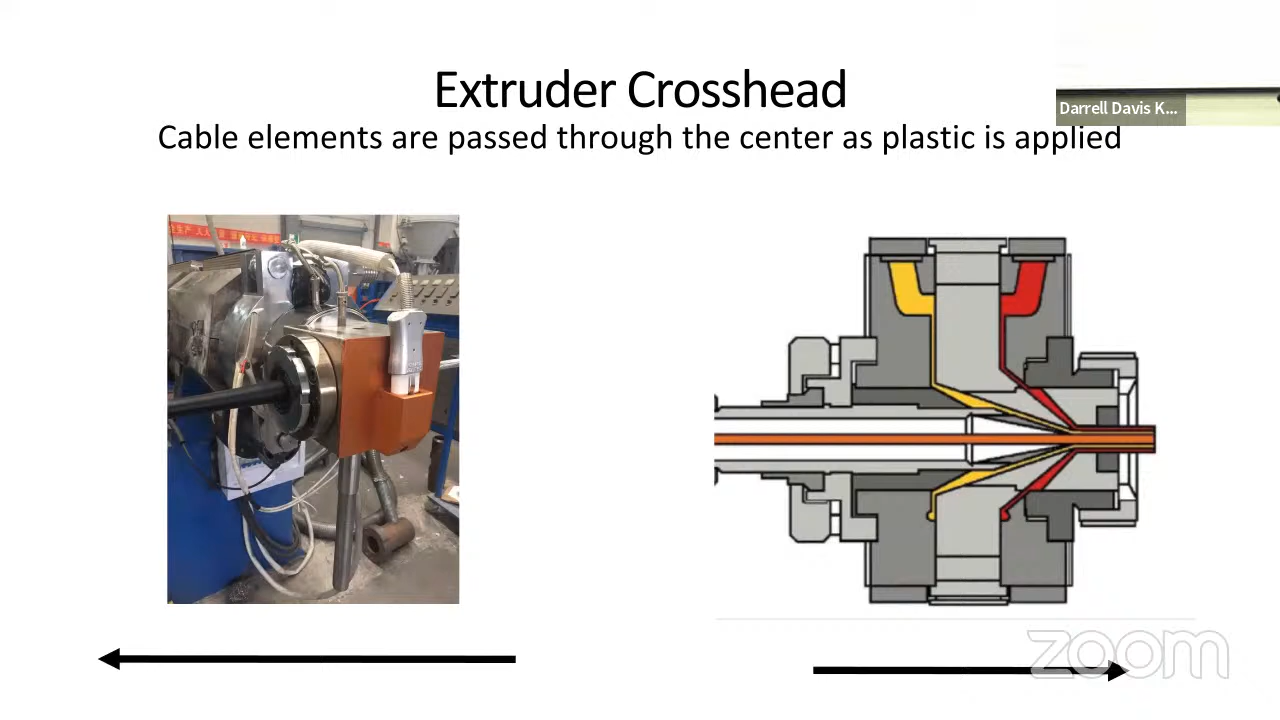 Extruder Crosshead
Darrell Davis K...
Cable elements are passed through the center as plastic is applied
zoom